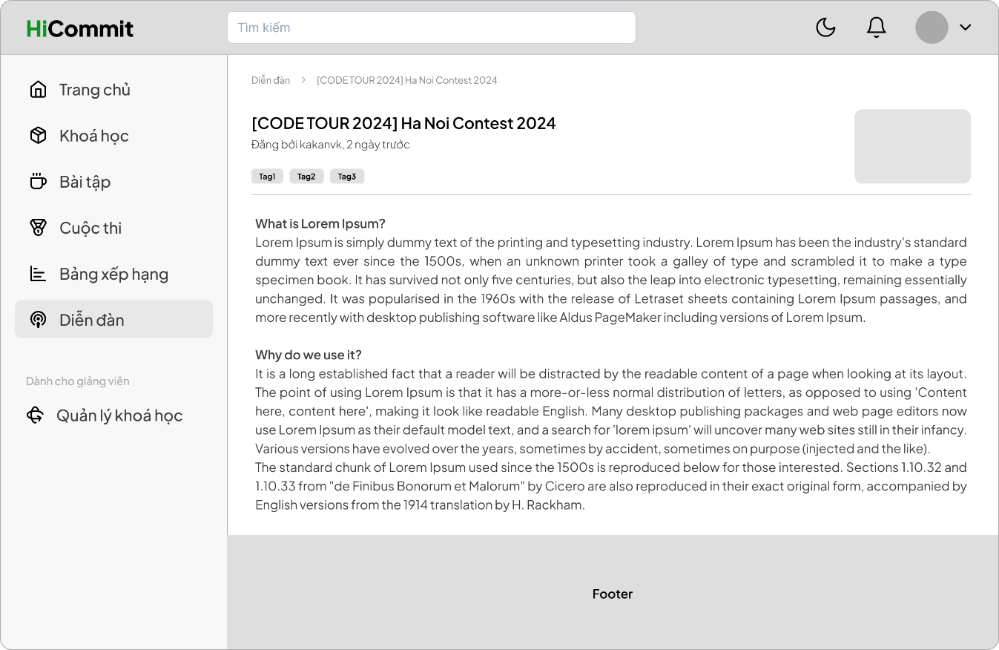 HiCommit
Tìm kiếm
Trang chủ
Khoá học
Bài tập
Cuộc thi
Bảng xếp hạng
Diễn đàn
Dành cho giảng viên
Quản lý khoá học
Diễn đàn > [CODE TOUR 2024] Ha Noi Contest 2024
[CODE TOUR 2024] Ha Noi Contest 2024
Đăng bởi kakanvk, 2 ngày trước
Tag1 Tag2 Tag3
What is Lorem Ipsum?
Lorem Ipsum is simply dummy text of the printing and typesetting industry. Lorem Ipsum has been the industry's standard
dummy text ever since the 1500s, when an unknown printer took a galley of type and scrambled it to make a type
specimen book. It has survived not only five centuries, but also the leap into electronic typesetting, remaining essentially
unchanged. It was popularised in the 1960s with the release of Letraset sheets containing Lorem Ipsum passages, and
more recently with desktop publishing software like Aldus PageMaker including versions of Lorem Ipsum.
Why do we use it?
It is a long established fact that a reader will be distracted by the readable content of a page when looking at its layout.
The point of using Lorem Ipsum is that it has a more-or-less normal distribution of letters, as opposed to using 'Content
here, content here', making it look like readable English. Many desktop publishing packages and web page editors now
use Lorem Ipsum as their default model text, and a search for 'lorem ipsum' will uncover many web sites still in their infancy.
Various versions have evolved over the years, sometimes by accident, sometimes on purpose (injected and the like).
The standard chunk of Lorem Ipsum used since the 1500s is reproduced below for those interested. Sections 1.10.32 and
1.10.33 from "de Finibus Bonorum et Malorum" by Cicero are also reproduced in their exact original form, accompanied by
English versions from the 1914 translation by H. Rackham.
Footer